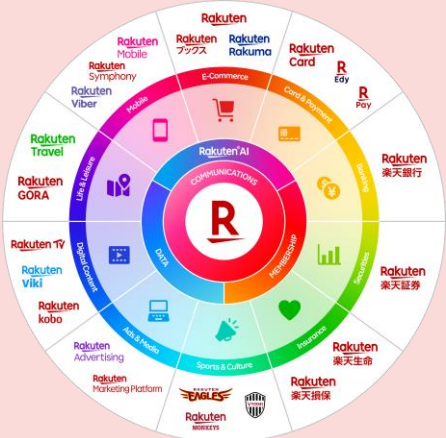 Rakuten
Rakuten
ブックス
Rakuten
Rakuma
Rakuten
Card
R
Edy
R
Pay
Rakuten
楽天銀行
Rakuten
楽天証券
Rakuten
楽天生命
Rakuten
楽天損保
RAKUTEN
EAGLES
Rakuten
MONKEYS
Rakuten
Marketing Platform
Rakuten
Advertising
Rakuten
kobo
Rakuten
Viki
Rakuten TV
Rakuten
GORA
Rakuten
Travel
Rakuten
Viber
Rakuten
Symphony
Rakuten
Mobile
E-Commerce
Card & Payment
Banking
Securities
Insurance
Sports & Culture
Ads & Media
Digital Content
Life & Leisure
Mobile
Rakuten AI
COMMUNICATIONS
MEMBERSHIP
DATA
R